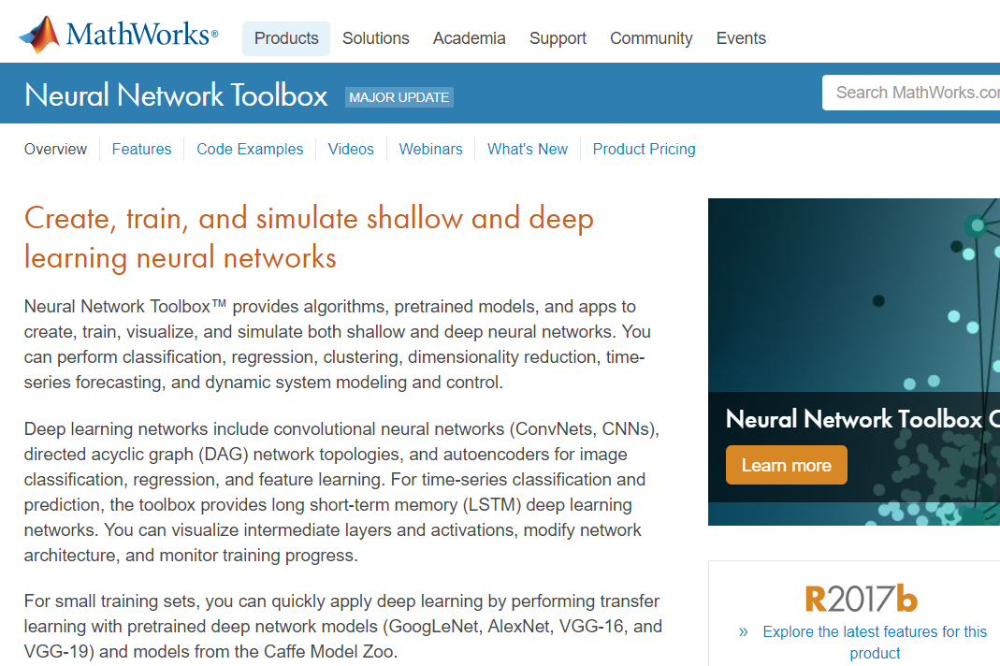 MathWorks®
Products Solutions Academia Support Community Events
Neural Network Toolbox MAJOR UPDATE
Search MathWorks.com
Overview Features Code Examples Videos Webinars What's New Product Pricing
Create, train, and simulate shallow and deep
learning neural networks
Neural Network Toolbox™ provides algorithms, pretrained models, and apps to
create, train, visualize, and simulate both shallow and deep neural networks. You
can perform classification, regression, clustering, dimensionality reduction, time-
series forecasting, and dynamic system modeling and control.
Deep learning networks include convolutional neural networks (ConvNets, CNNs),
directed acyclic graph (DAG) network topologies, and autoencoders for image
classification, regression, and feature learning. For time-series classification and
prediction, the toolbox provides long short-term memory (LSTM) deep learning
networks. You can visualize intermediate layers and activations, modify network
architecture, and monitor training progress.
For small training sets, you can quickly apply deep learning by performing transfer
learning with pretrained deep network models (GoogLeNet, AlexNet, VGG-16, and
VGG-19) and models from the Caffe Model Zoo.
Neural Network Toolbox
Learn more
R2017b
» Explore the latest features for this
product